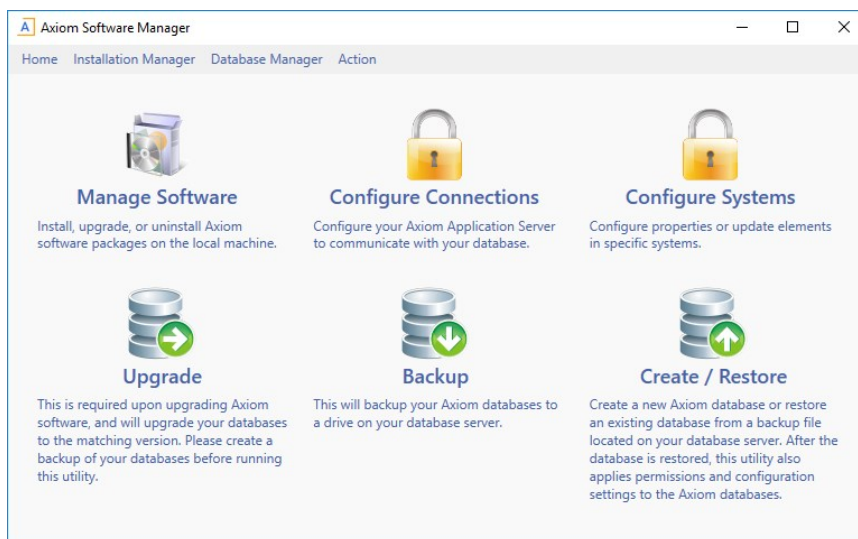 A Axiom Software Manager
Home Installation Manager Database Manager Action
Manage Software
Install, upgrade, or uninstall Axiom
software packages on the local machine.
Configure Connections
Configure your Axiom Application Server
to communicate with your database.
Configure Systems
Configure properties or update elements
in specific systems.
Upgrade
This is required upon upgrading Axiom
software, and will upgrade your databases
to the matching version. Please create a
backup of your databases before running
this utility.
Backup
This will backup your Axiom databases to
a drive on your database server.
Create / Restore
Create a new Axiom database or restore
an existing database from a backup file
located on your database server. After the
database is restored, this utility also
applies permissions and configuration
settings to the Axiom databases.